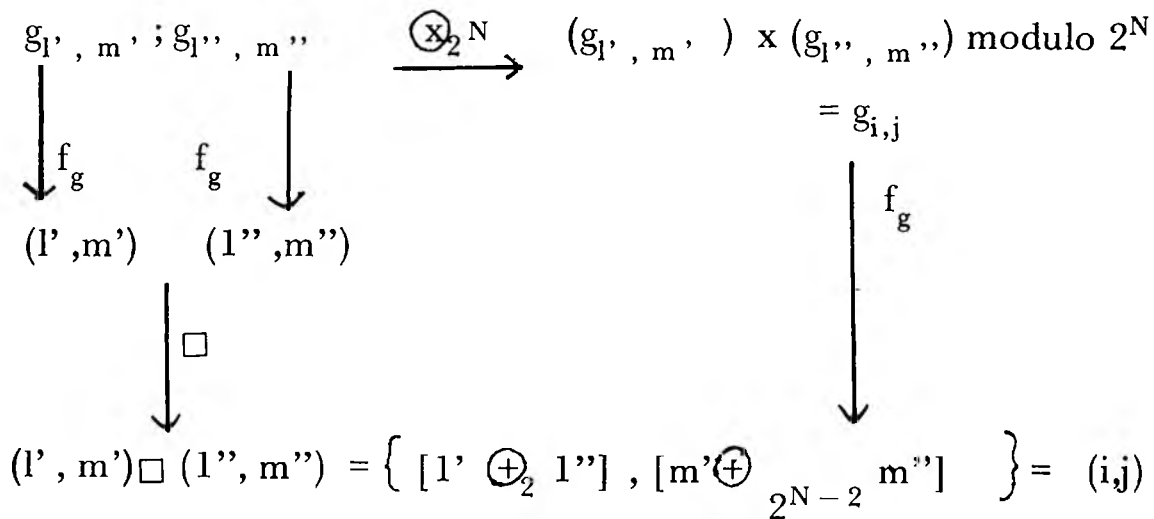 g_{l’ , m’} ; g_{l’’ , m’’} ⊗_{2^N} (g_{l’ , m’} ) x (g_{l’’ , m’’}) modulo 2^N
= g_{i,j}
f_g f_g f_g
(l’ ,m’) (1” ,m”)
□
(l’ , m’)□ (1”, m”) = { [1’ ⊕_2 1”] , [m’⊕_{2^{N – 2}} m”] } = (i,j)